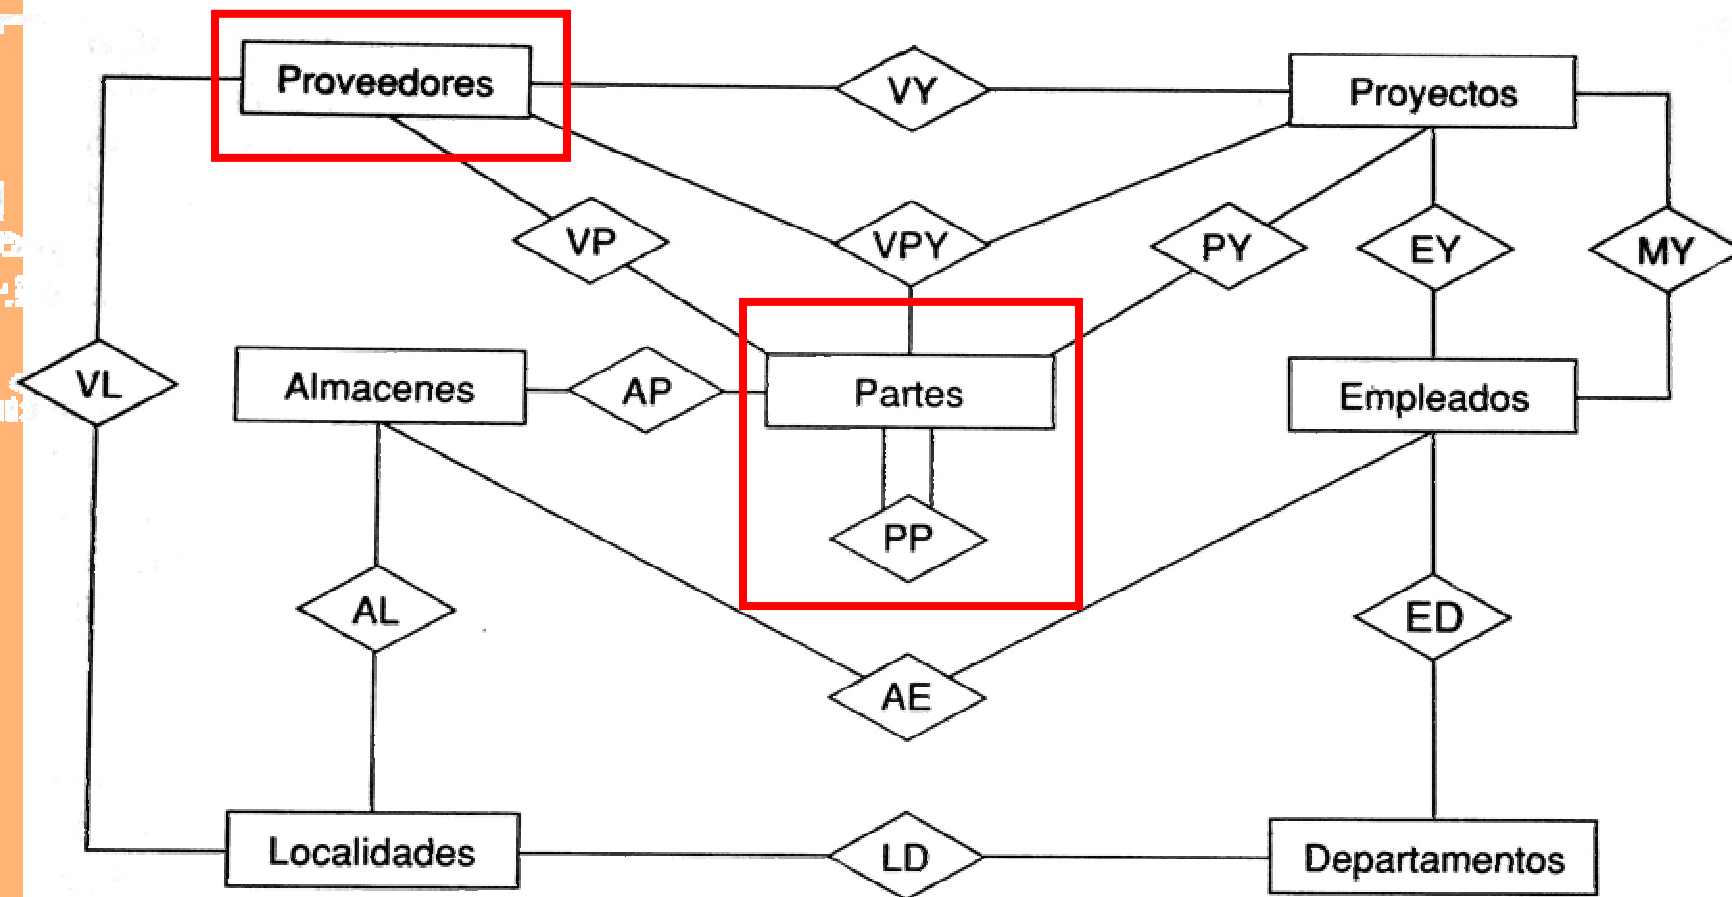 Proveedores
VY
Proyectos
VP
VPY
PY
EY
MY
VL
Almacenes
AP
Partes
Empleados
PP
AL
ED
AE
Localidades
LD
Departamentos